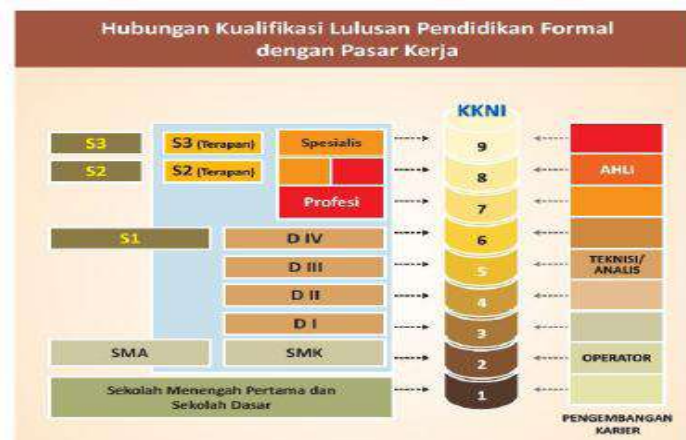 Hubungan Kualifikasi Lulusan Pendidikan Formal
dengan Pasar Kerja
KKNI
S3
S3 (Terapan)
Spesialis
9
S2
S2 (Terapan)
8
AHLI
Profesi
7
S1
D IV
6
D III
5
TEKNISI/
ANALIS
D II
4
D I
3
SMA
SMK
2
OPERATOR
Sekolah Menengah Pertama dan
Sekolah Dasar
1
PENGEMBANGAN
KARIER